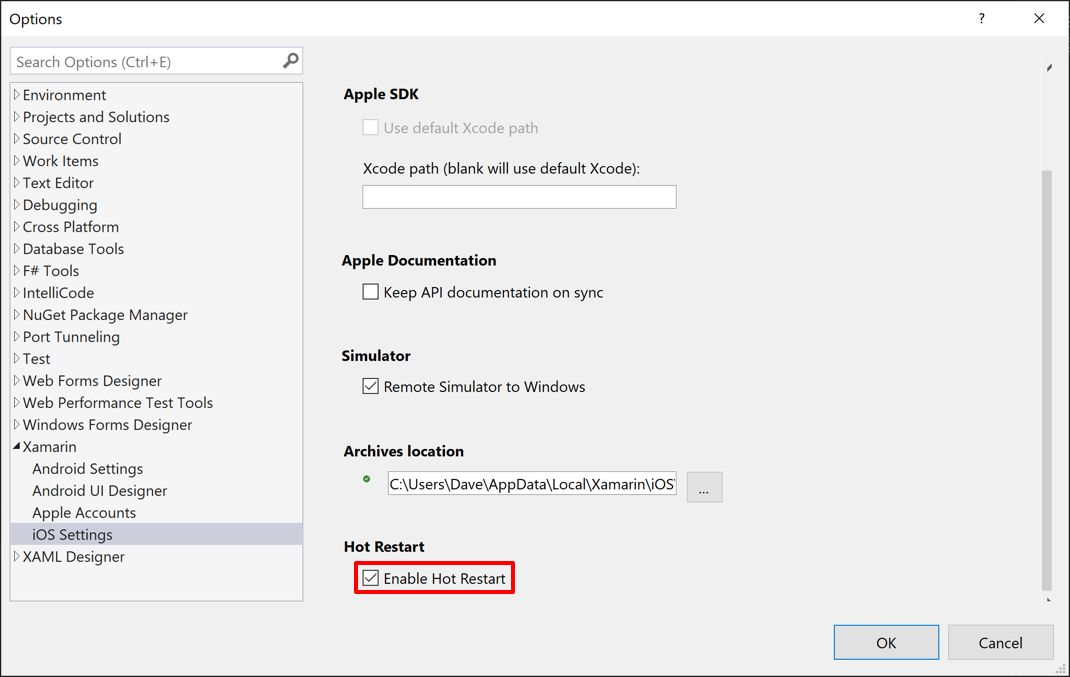 Options
?
Search Options (Ctrl+E)
Environment
Projects and Solutions
Source Control
Work Items
Text Editor
Debugging
Cross Platform
Database Tools
F# Tools
IntelliCode
NuGet Package Manager
Port Tunneling
Test
Web Forms Designer
Web Performance Test Tools
Windows Forms Designer
Xamarin
Android Settings
Android UI Designer
Apple Accounts
iOS Settings
XAML Designer
Apple SDK
Use default Xcode path
Xcode path (blank will use default Xcode):
Apple Documentation
Keep API documentation on sync
Simulator
Remote Simulator to Windows
Archives location
C:\Users\Dave\AppData\Local\Xamarin\iOS\
...
Hot Restart
Enable Hot Restart
OK
Cancel